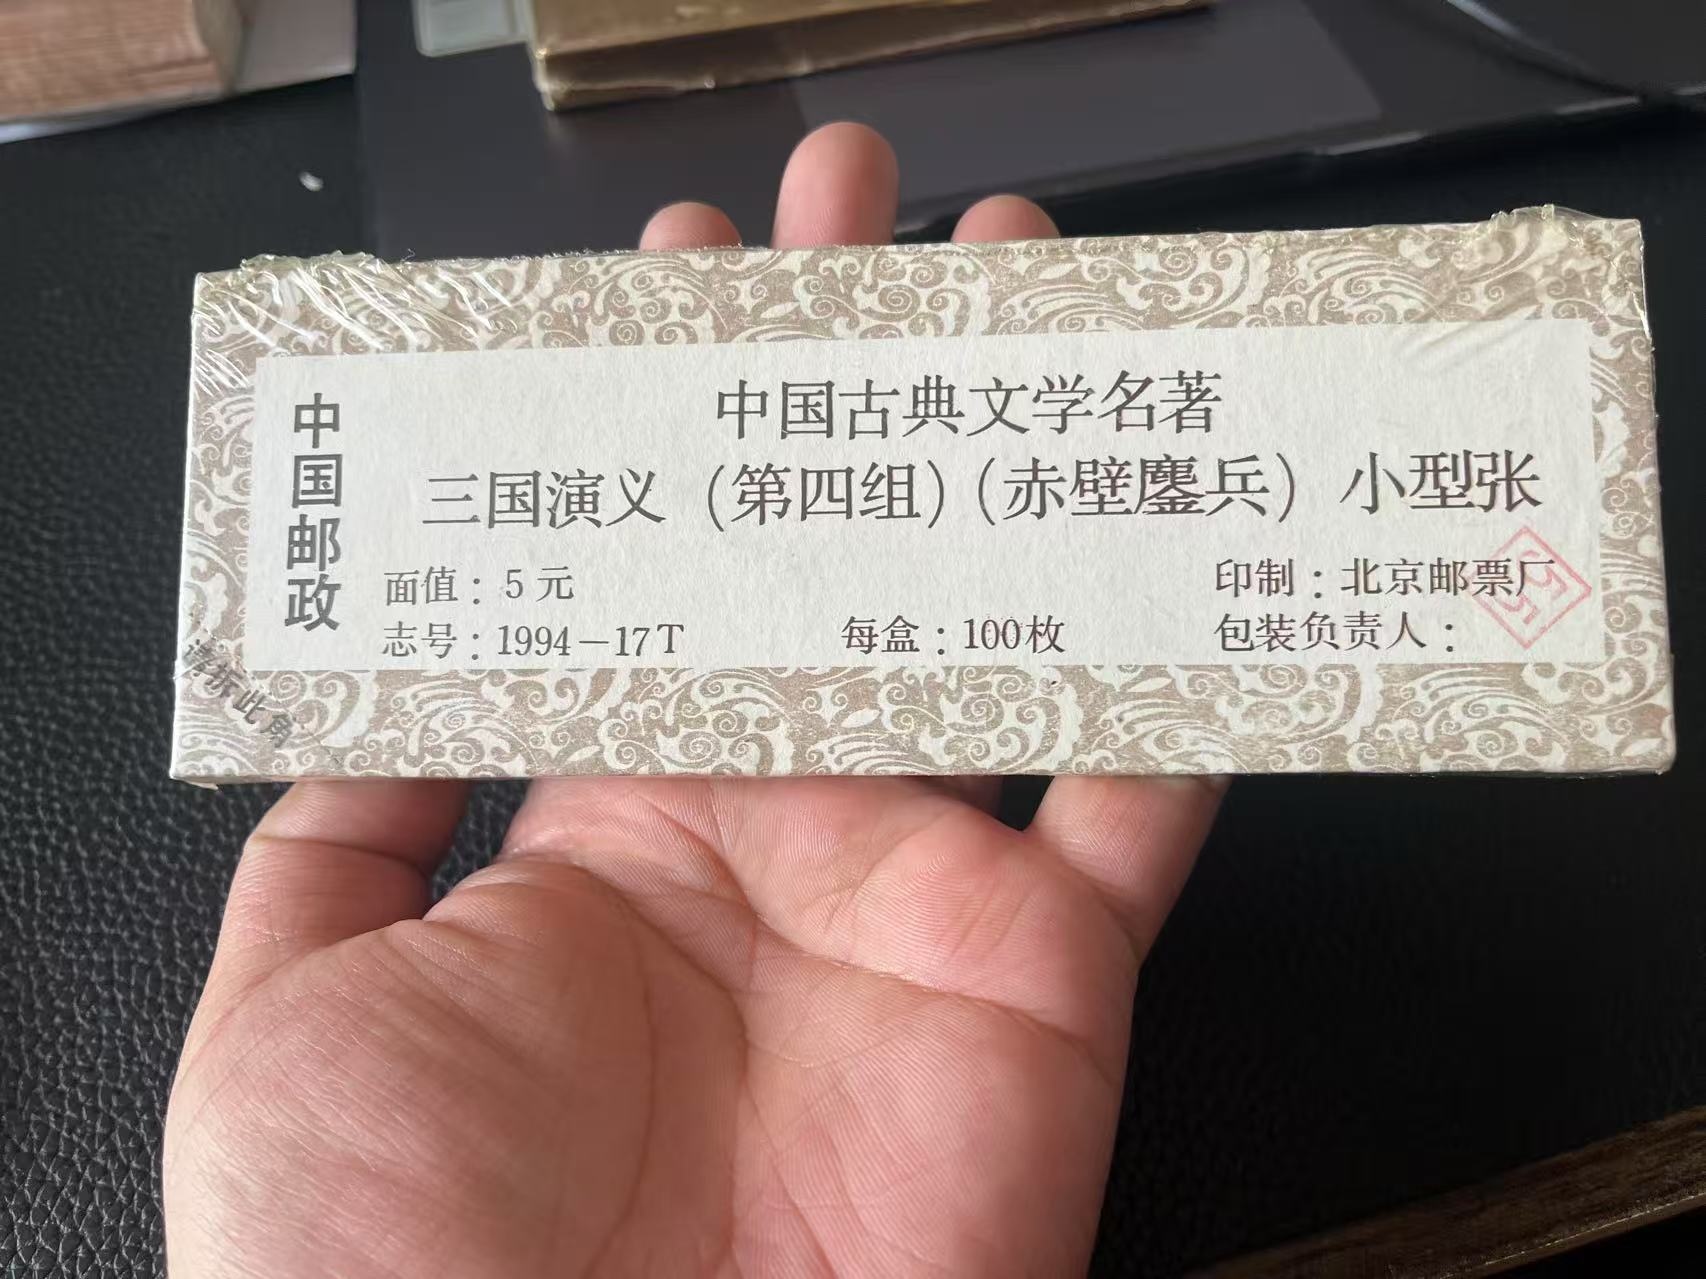 中国邮政
中国古典文学名著
三国演义（第四组）（赤壁鏖兵）小型张
面值：5元
印制：北京邮票厂
志号：1994－17T
每盒：100枚
包装负责人：
请拆此角